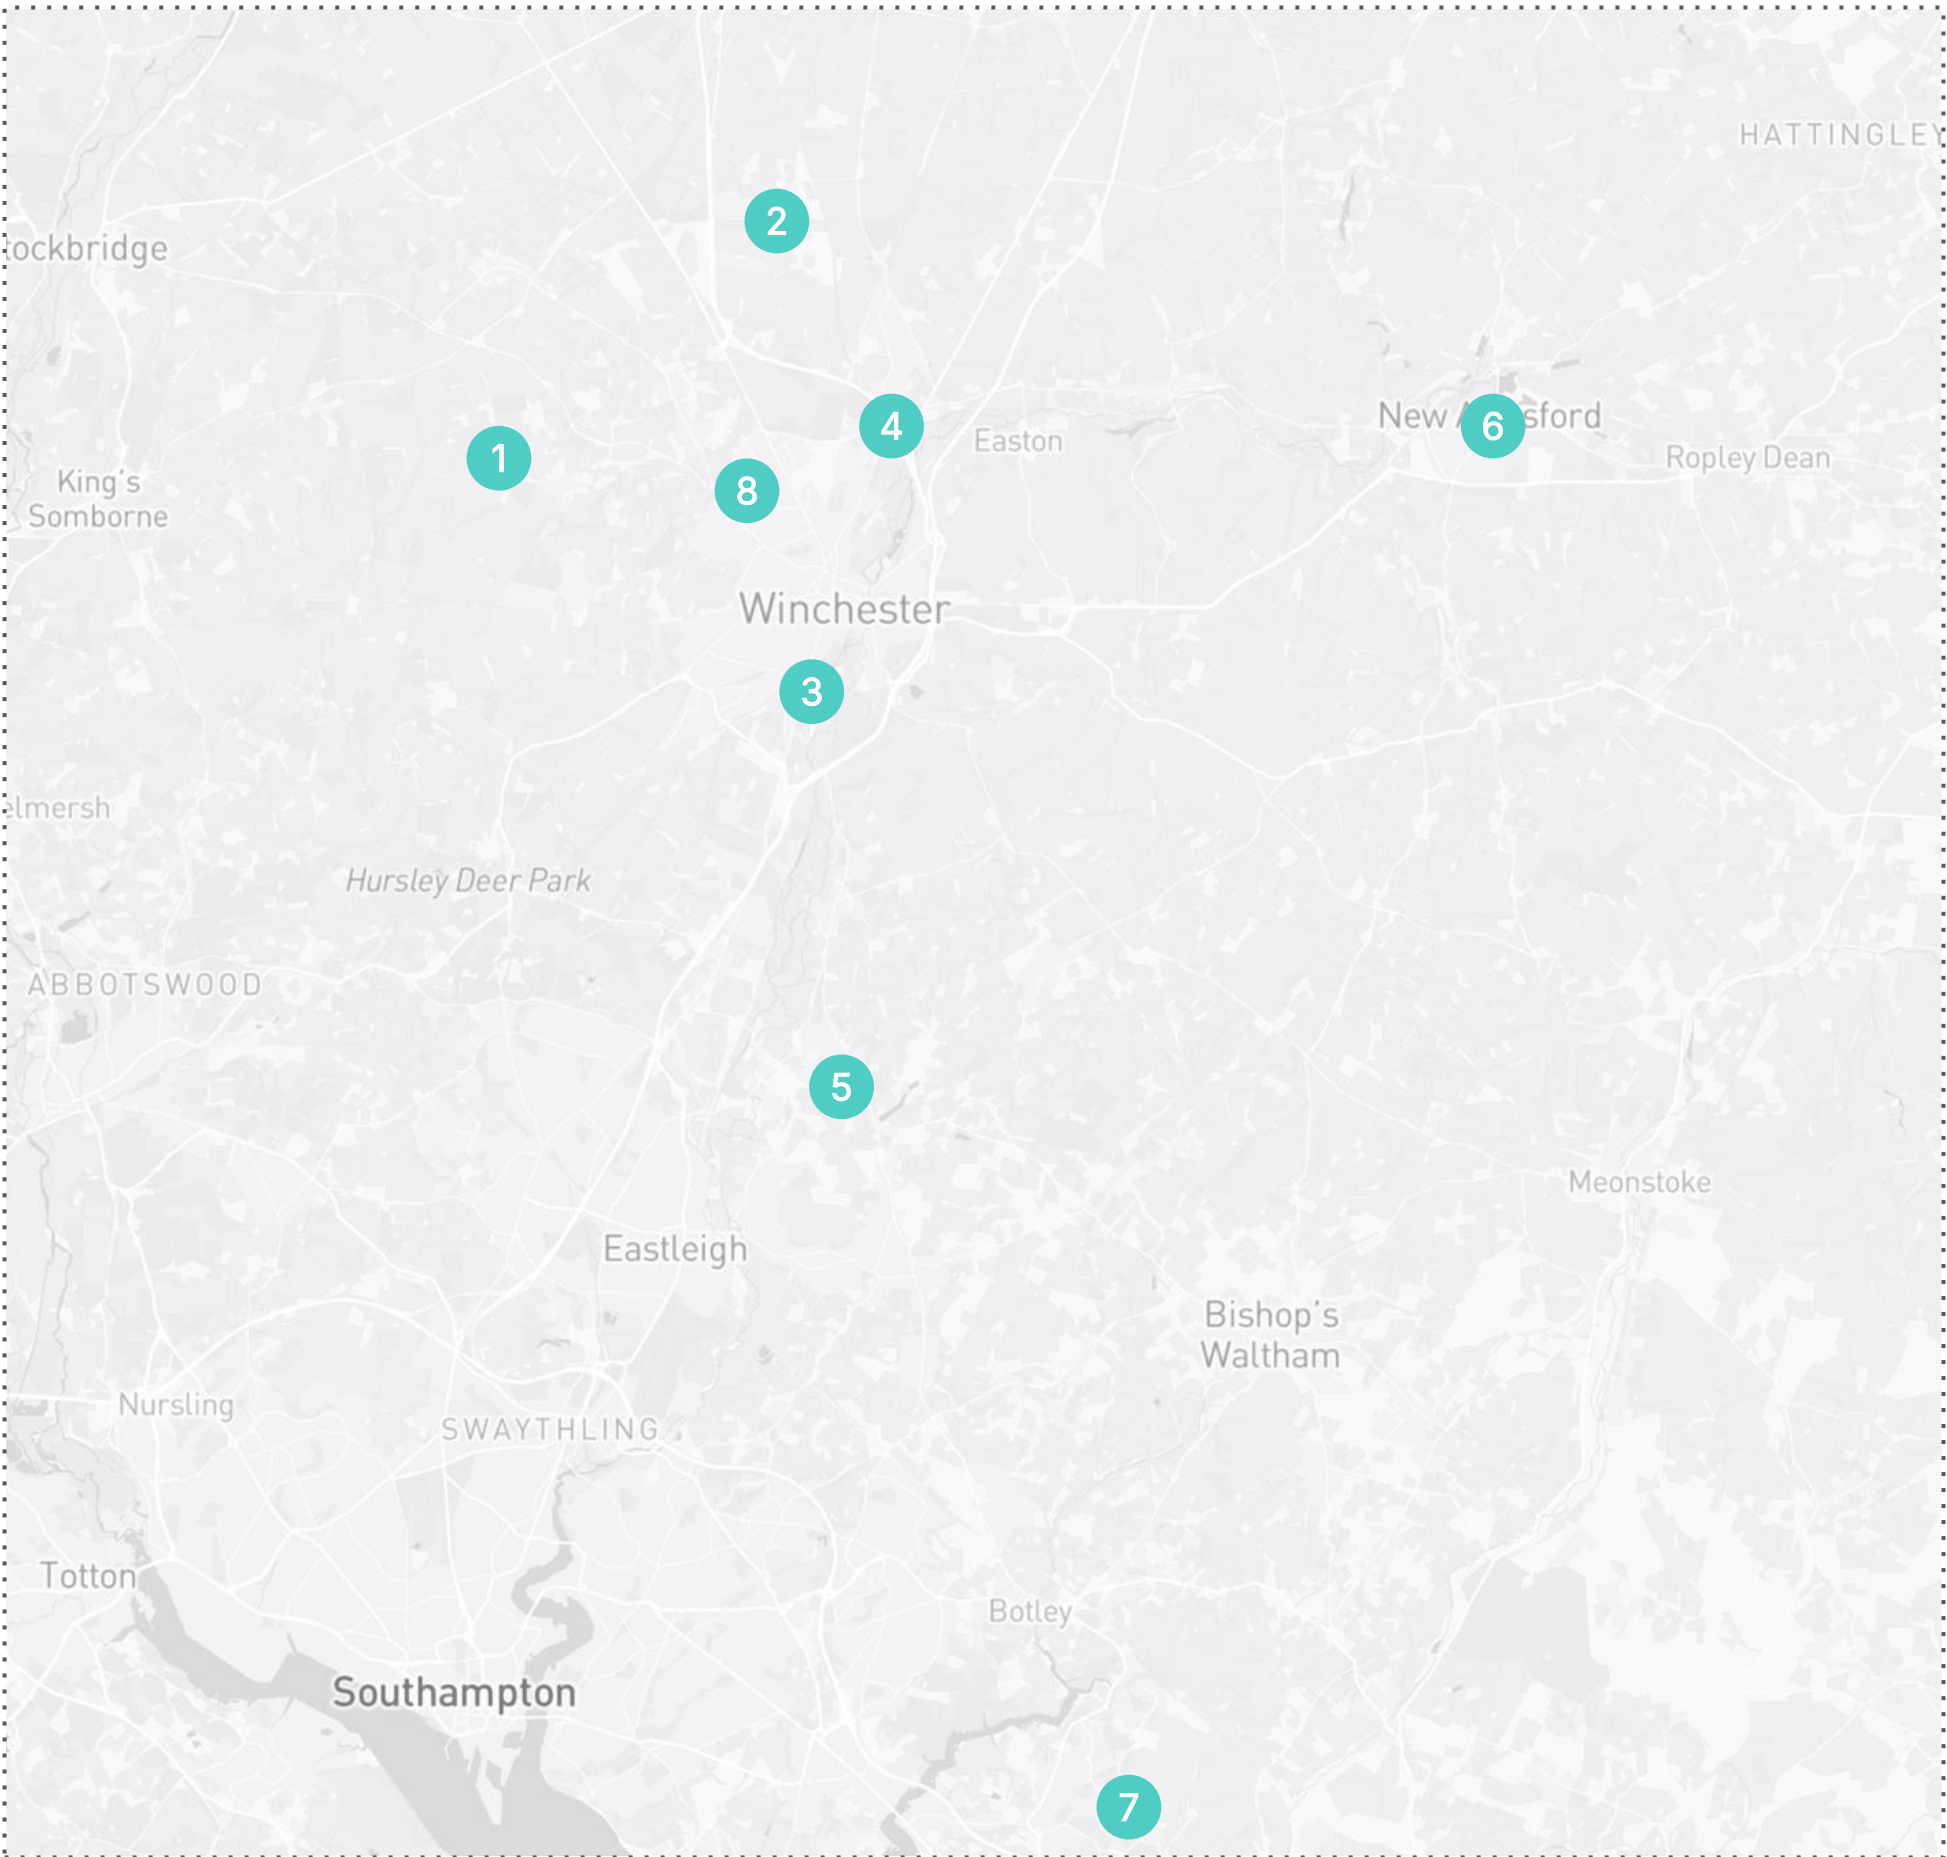 HATTINGLEY
2
ockbridge
New A
sford
6
4
Easton
Ropley Dean
1
8
King's
Somborne
Winchester
3
elmersh
Hursley Deer Park
ABBOTSWOOD
5
Meonstoke
Eastleigh
Bishop's
Waltham
Nursling
SWAYTHLING
Totton
Botley
Southampton
7